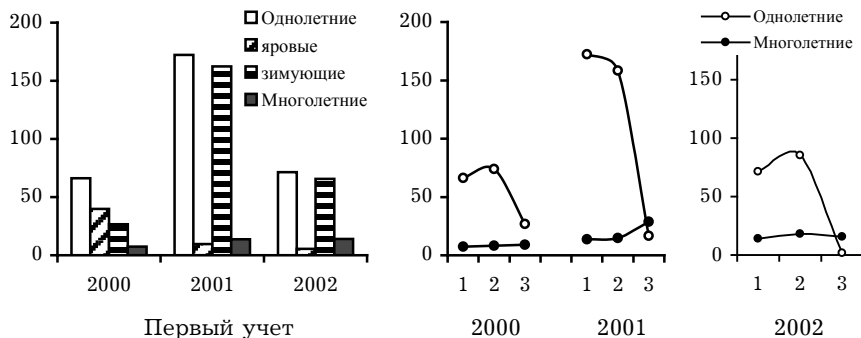 200
150
100
50
0
Однолетние
яровые
зимующие
Многолетние
2000 2001 2002
Первый учет
200
150
100
50
0
1 2 3 1 2 3
2000 2001
Однолетние
Многолетние
150
100
50
0
1 2 3
2002